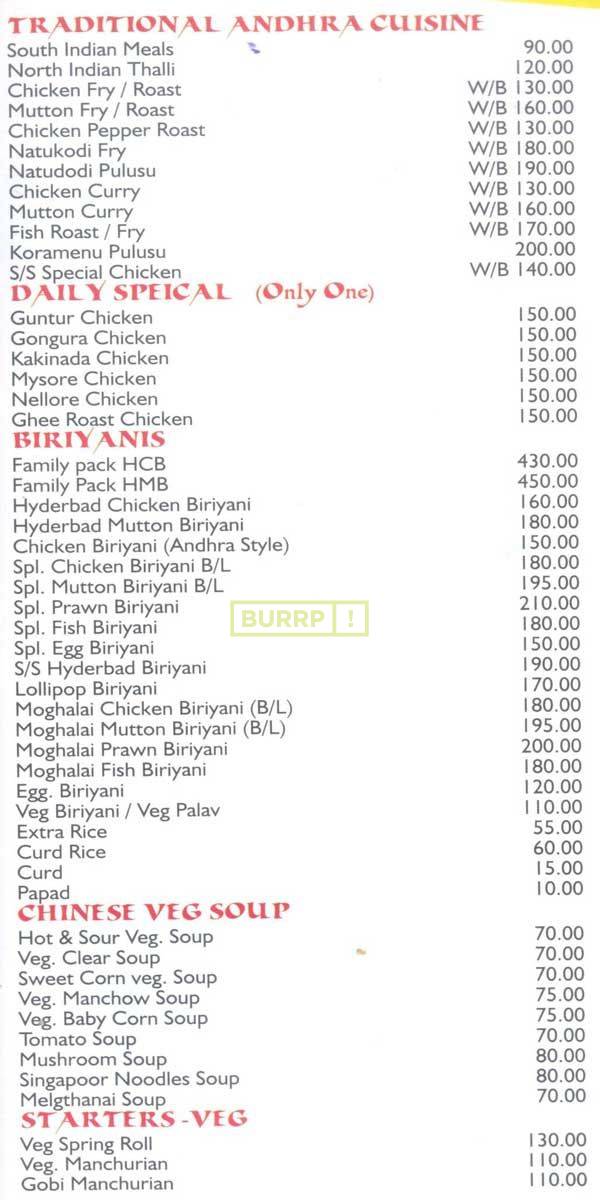 TRADITIONAL ANDHRA CUISINE
South Indian Meals 90.00
North Indian Thalli 120.00
Chicken Fry / Roast W/B 130.00
Mutton Fry / Roast W/B 160.00
Chicken Pepper Roast W/B 130.00
Natukodi Fry W/B 180.00
Natudodi Pulusu W/B 190.00
Chicken Curry W/B 130.00
Mutton Curry W/B 160.00
Fish Roast / Fry W/B 170.00
Koramenu Pulusu 200.00
S/S Special Chicken W/B 140.00
DAILY SPEICAL (Only One)
Guntur Chicken 150.00
Gongura Chicken 150.00
Kakinada Chicken 150.00
Mysore Chicken 150.00
Nellore Chicken 150.00
Ghee Roast Chicken 150.00
BIRIYANIS
Family pack HCB 430.00
Family Pack HMB 450.00
Hyderbad Chicken Biriyani 160.00
Hyderbad Mutton Biriyani 180.00
Chicken Biriyani (Andhra Style) 150.00
Spl. Chicken Biriyani B/L 180.00
Spl. Mutton Biriyani B/L 195.00
Spl. Prawn Biriyani 210.00
Spl. Fish Biriyani 180.00
Spl. Egg Biriyani 150.00
S/S Hyderbad Biriyani 190.00
Lollipop Biriyani 170.00
Moghalai Chicken Biriyani (B/L) 180.00
Moghalai Mutton Biriyani (B/L) 195.00
Moghalai Prawn Biriyani 200.00
Moghalai Fish Biriyani 180.00
Egg. Biriyani 120.00
Veg Biriyani / Veg Palav 110.00
Extra Rice 55.00
Curd Rice 60.00
Curd 15.00
Papad 10.00
CHINESE VEG SOUP
Hot & Sour Veg. Soup 70.00
Veg. Clear Soup 70.00
Sweet Corn veg. Soup 70.00
Veg. Manchow Soup 75.00
Veg. Baby Corn Soup 75.00
Tomato Soup 70.00
Mushroom Soup 80.00
Singapoor Noodles Soup 80.00
Melgthanai Soup 70.00
STARTERS-VEG
Veg Spring Roll 130.00
Veg. Manchurian 110.00
Gobi Manchurian 110.00
BURRP!